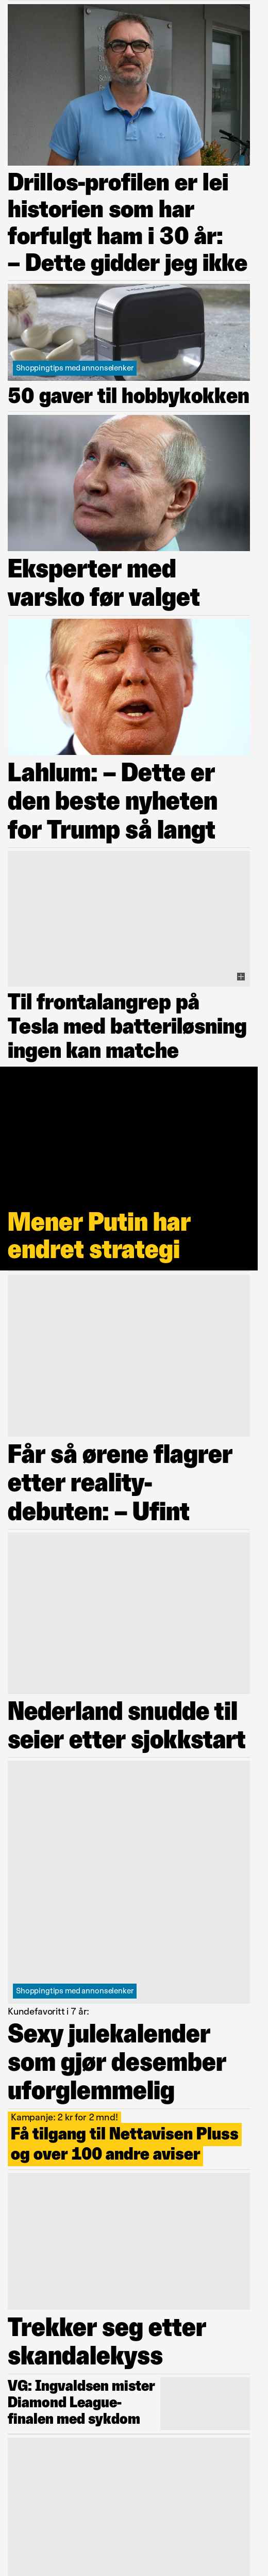 Drillos-profilen er lei
historien som har
forfulgt ham i 30 år:
– Dette gidder jeg ikke
Shoppingtips med annonselenker
50 gaver til hobbykokken
Eksperter med
varsko før valget
Lahlum: – Dette er
den beste nyheten
for Trump så langt
Til frontalangrep på
Tesla med batteriløsning
ingen kan matche
Mener Putin har
endret strategi
Får så ørene flagrer
etter reality-
debuten: – Ufint
Nederland snudde til
seier etter sjokkstart
Shoppingtips med annonselenker
Kundefavoritt i 7 år:
Sexy julekalender
som gjør desember
uforglemmelig
Kampanje: 2 kr for 2 mnd!
Få tilgang til Nettavisen Pluss
og over 100 andre aviser
Trekker seg etter
skandalekyss
VG: Ingvaldsen mister
Diamond League-
finalen med sykdom